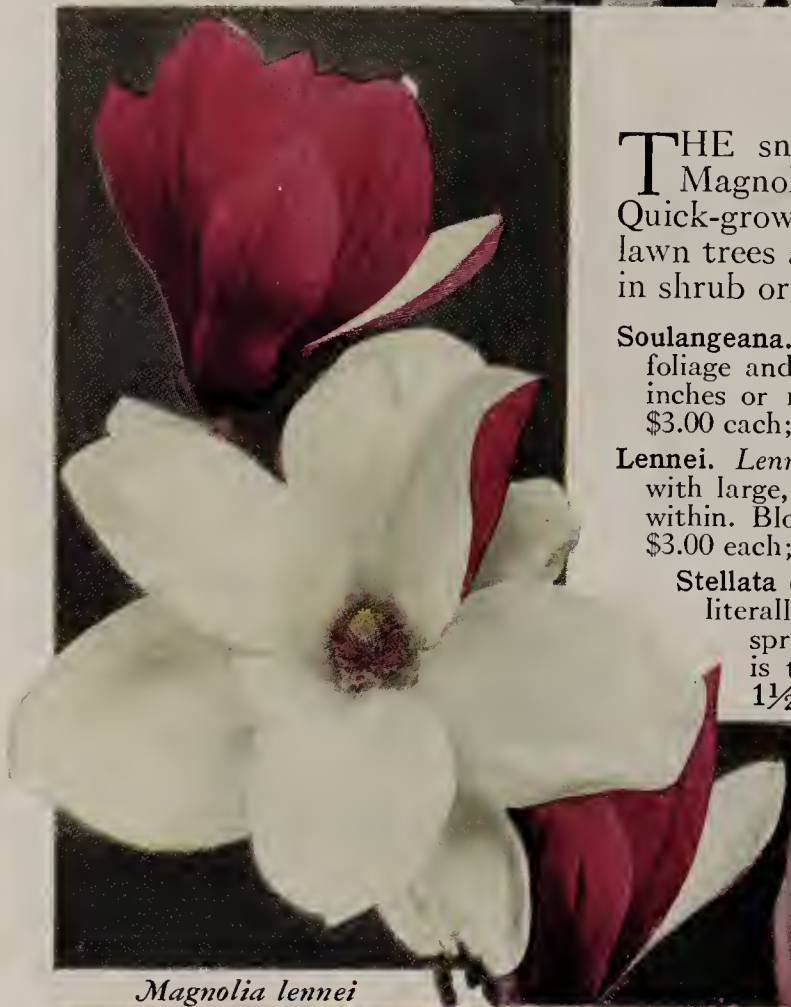 THE sn
Magnol
Quick-grow
lawn trees a
in shrub or
Soulangeana.
foliage and
inches or
$3.00 each;
Lennei. Lenn
with large,
within. Blo
$3.00 each;
Stellata
literall
spr
is t
1½
Magnolia lennei